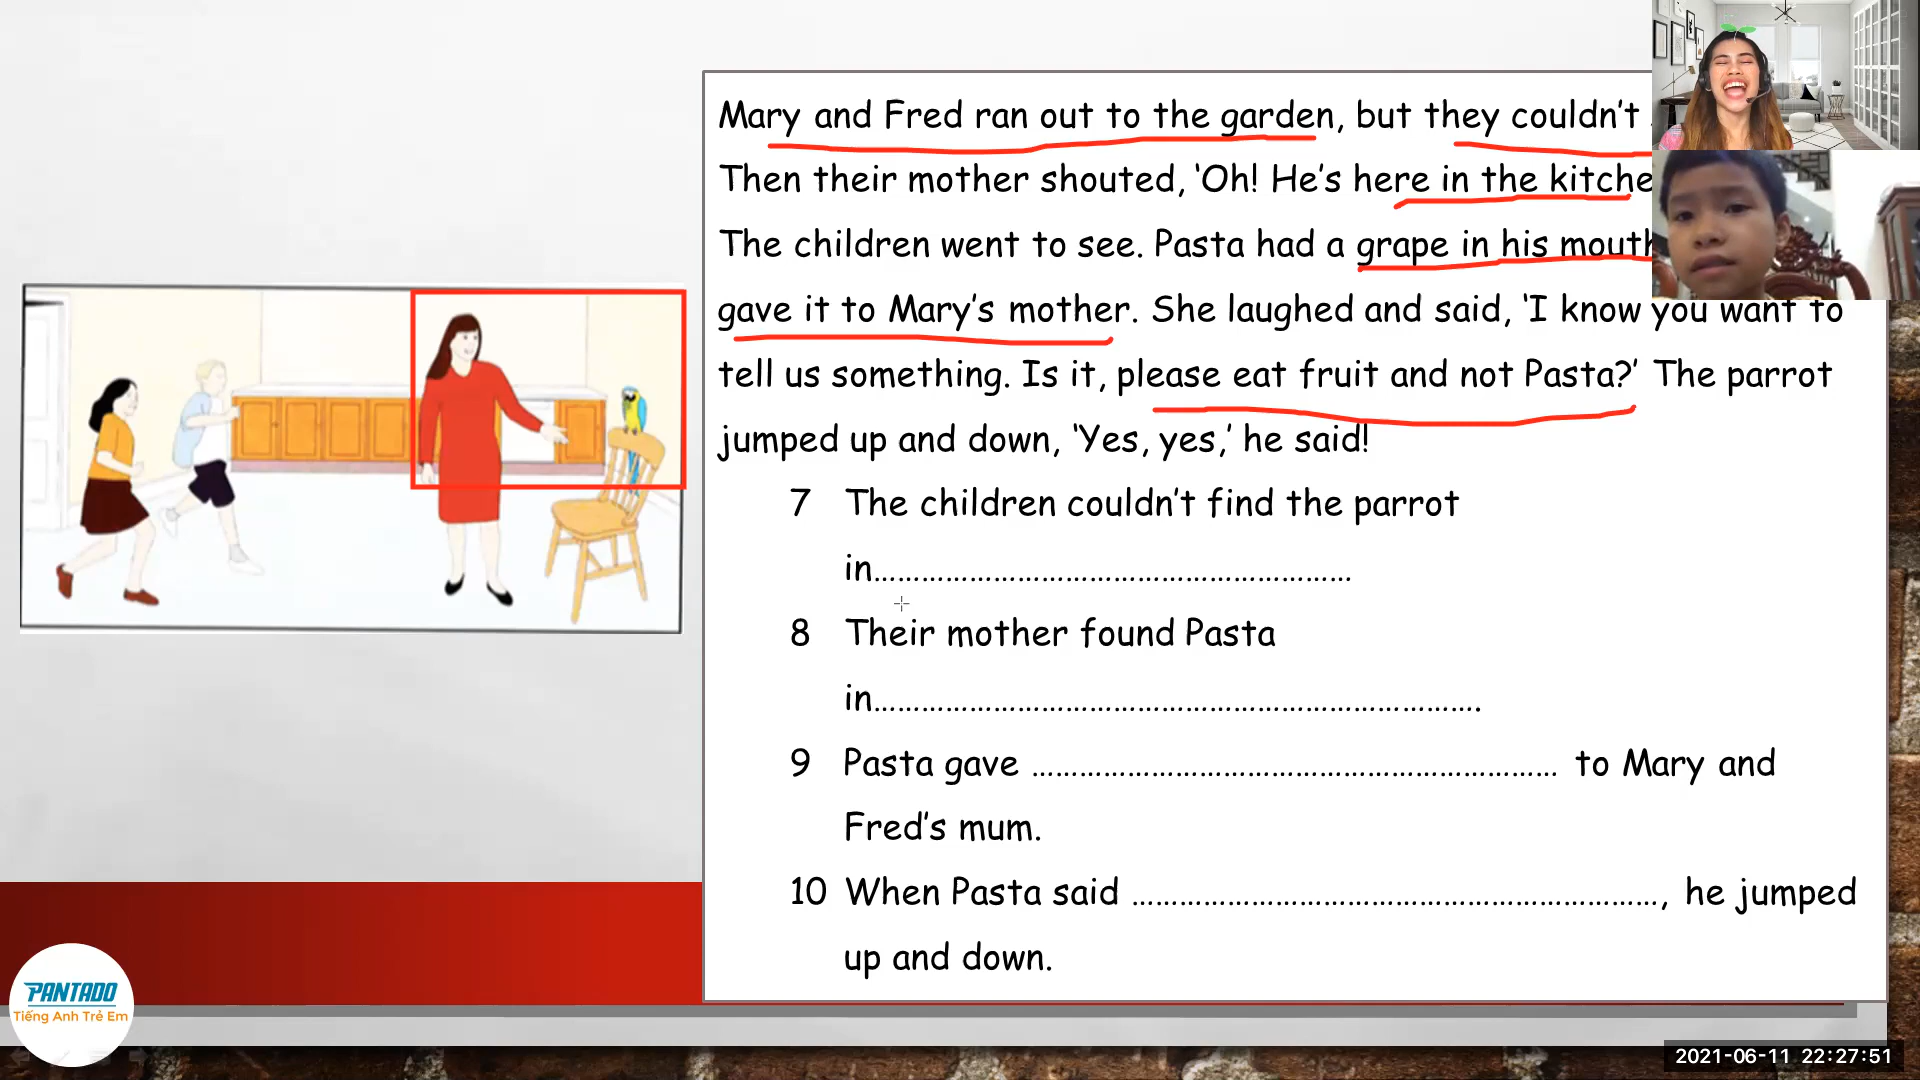 Mary and Fred ran out to the garden, but they couldn't
Then their mother shouted, 'Oh! He's here in the
The children went to see. Pasta had a grape in his mouth
gave it to Mary's mother. She laughed and said, 'I know you want to
tell us something. Is it, please eat fruit and not Pasta?' The parrot
jumped up and down, 'Yes, yes,' he said!
7 The children couldn't find the parrot
in……………………………………………………
8 Their mother found Pasta
in………………………………………………………………….
9 Pasta gave ………………………………………………………… to Mary and
Fred's mum.
10 When Pasta said …………………………………………………………, he jumped
up and down.
PANTADO
Tiếng Anh Trẻ Em
2021-06-11 22:27:51